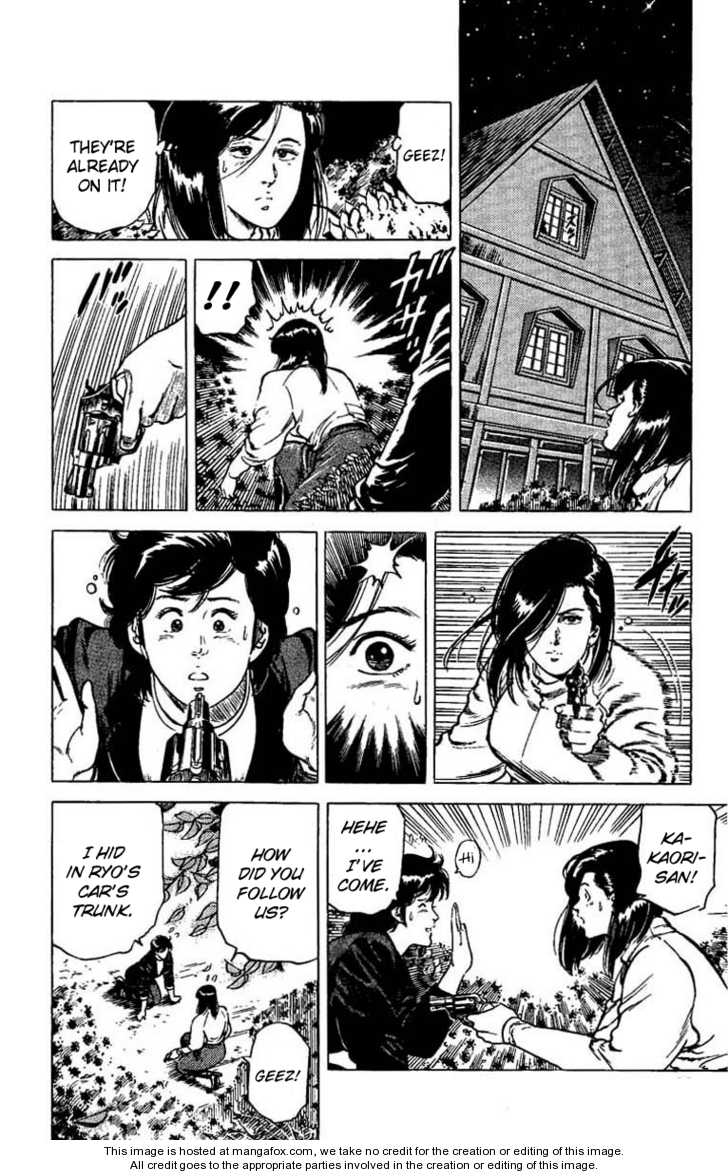 GEEZ!
THEY'RE
ALREADY
ON IT!
!!
KA-
KAORI-
SAN!
Hi
HEHE
...
I'VE
COME.
HOW
DID YOU
FOLLOW
US?
I HID
IN RYO'S
CAR'S
TRUNK.
GEEZ!
This image is hosted at mangafox.com, we take no credit for the creation or editing of this image.
All credit goes to the appropriate parties involved in the creation or editing of this image.